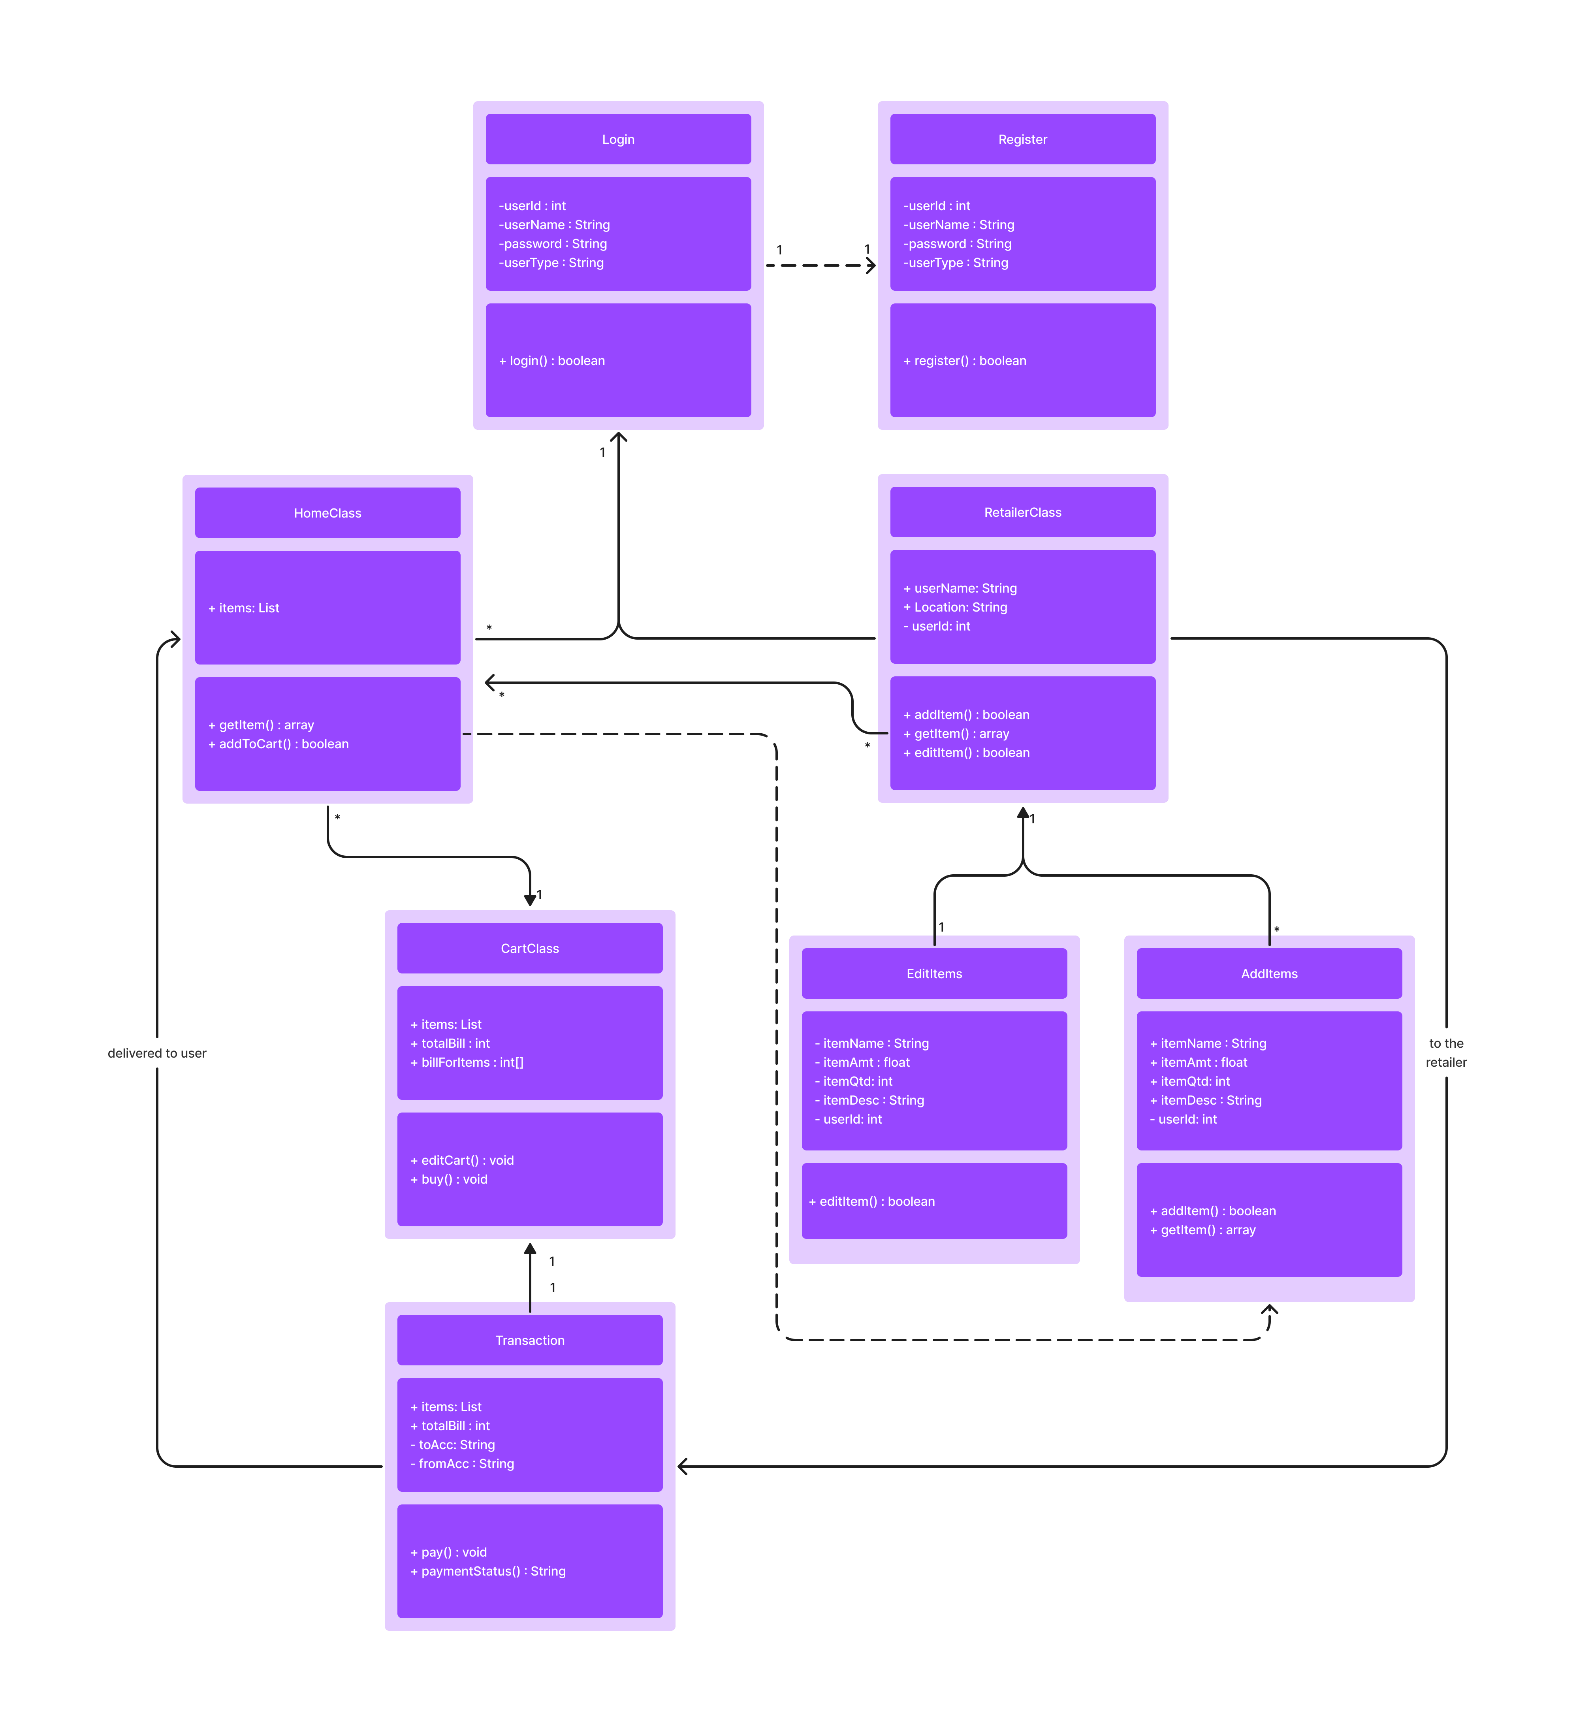 Login
-userId : int
-userName : String
-password : String
-userType : String
+ login() : boolean
1
1
Register
-userId : int
-userName : String
-password : String
-userType : String
+ register() : boolean
1
HomeClass
+ items: List
+ getItem() : array
+ addToCart() : boolean
*
*
*
RetailerClass
+ userName: String
+ Location: String
- userId: int
+ addItem() : boolean
+ getItem() : array
+ editItem() : boolean
*
1
1
1
*
CartClass
+ items: List
+ totalBill : int
+ billForItems : int[]
+ editCart() : void
+ buy() : void
EditItems
- itemName : String
- itemAmt : float
- itemQtd: int
- itemDesc : String
- userId: int
+ editItem() : boolean
AddItems
+ itemName : String
+ itemAmt : float
+ itemQtd: int
+ itemDesc : String
- userId: int
+ addItem() : boolean
+ getItem() : array
delivered to user
to the
retailer
1
1
Transaction
+ items: List
+ totalBill : int
- toAcc: String
- fromAcc : String
+ pay() : void
+ paymentStatus() : String